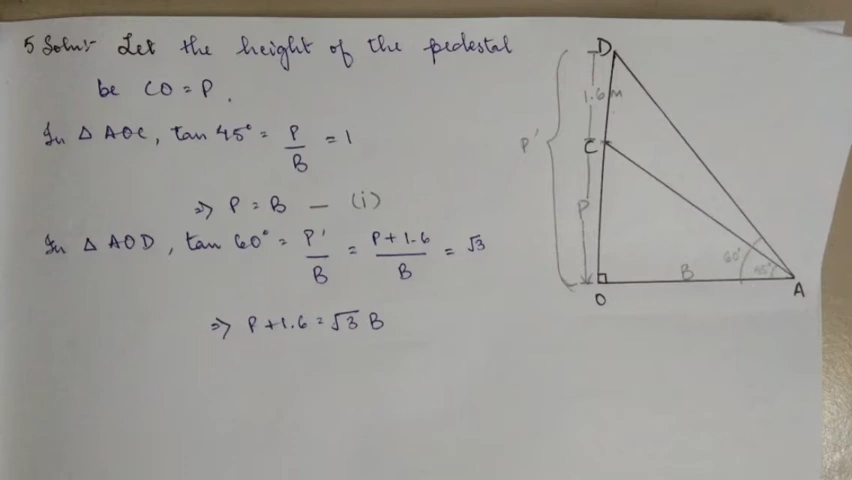 5 Soln:- Let the height of the pedestal
be CO = P.
In Δ AOC, tan 45° = P/B = 1
⇒ P = B — (i)
In Δ AOD, tan 60° = P'/B = P+1.6/B = √3
⇒ P+1.6 = √3 B
D
1.6 m
P'
C
P
60°
45°
B
O
A